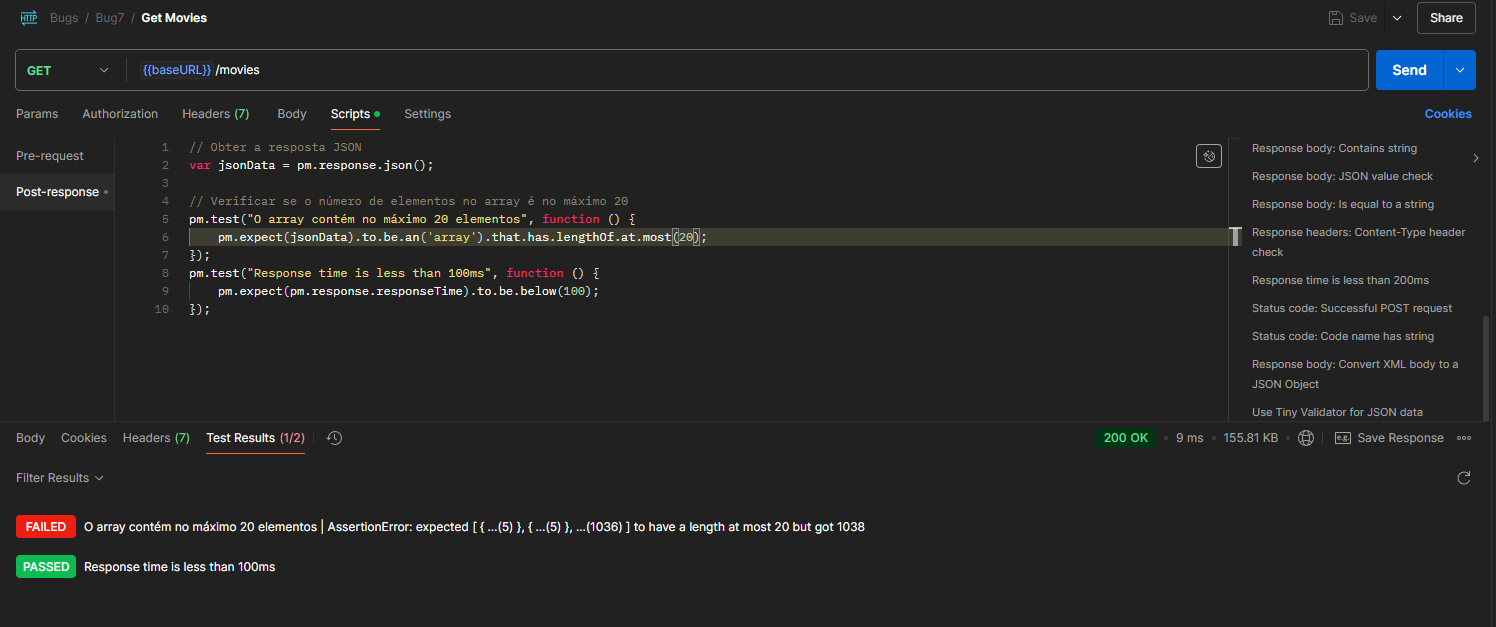 HTTP Bugs / Bug7 / Get Movies Save Share
GET {{baseURL}} /movies Send
Params Authorization Headers (7) Body Scripts Settings Cookies
Pre-request
Post-response
1 // Obter a resposta JSON
2 var jsonData = pm.response.json();
3
4 // Verificar se o número de elementos no array é no máximo 20
5 pm.test("O array contém no máximo 20 elementos", function () {
6 pm.expect(jsonData).to.be.an('array').that.has.lengthOf.at.most(20);
7 });
8 pm.test("Response time is less than 100ms", function () {
9 pm.expect(pm.response.responseTime).to.be.below(100);
10 });
Response body: Contains string
Response body: JSON value check
Response body: Is equal to a string
Response headers: Content-Type header
check
Response time is less than 200ms
Status code: Successful POST request
Status code: Code name has string
Response body: Convert XML body to a
JSON Object
Use Tiny Validator for JSON data
Body Cookies Headers (7) Test Results (1/2) 200 OK • 9 ms • 155.81 KB • e.g. Save Response
Filter Results
FAILED O array contém no máximo 20 elementos | AssertionError: expected [ { …(5) }, { …(5) }, …(1036) ] to have a length at most 20 but got 1038
PASSED Response time is less than 100ms